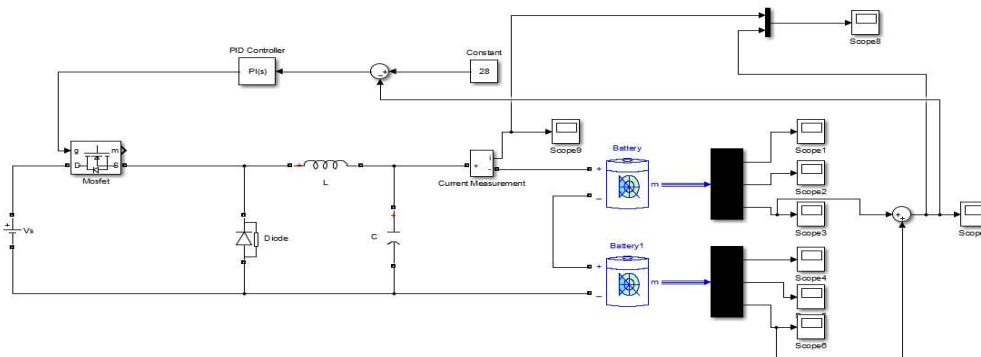 Scope8
PID Controller
Constant
PI(s)
28
g
m
D
S
Mosfet
Scope9
i
Current Measurement
L
Battery
m
Scope1
Scope2
Scope3
Vs
Diode
C
Battery1
m
Scope4
Scope6